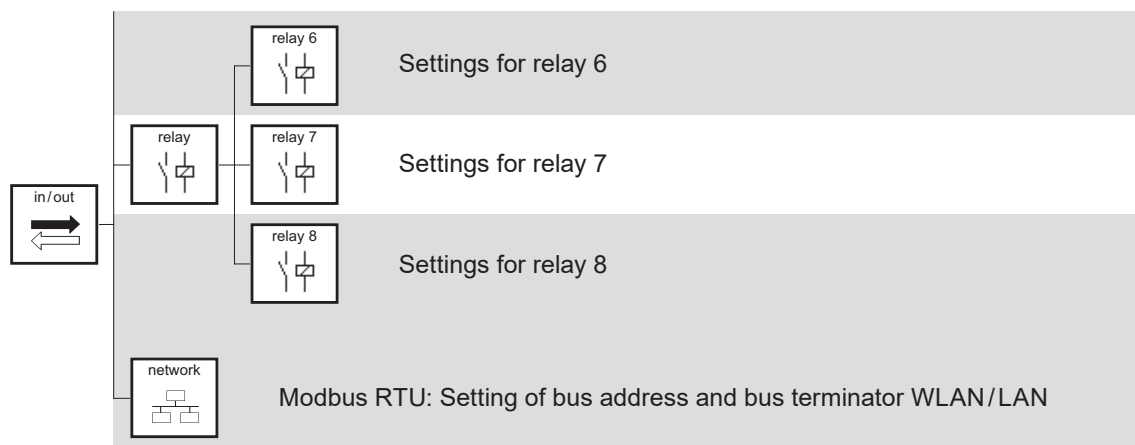 relay 6
Settings for relay 6
relay
relay 7
Settings for relay 7
in/out
relay 8
Settings for relay 8
network
Modbus RTU: Setting of bus address and bus terminator WLAN/LAN